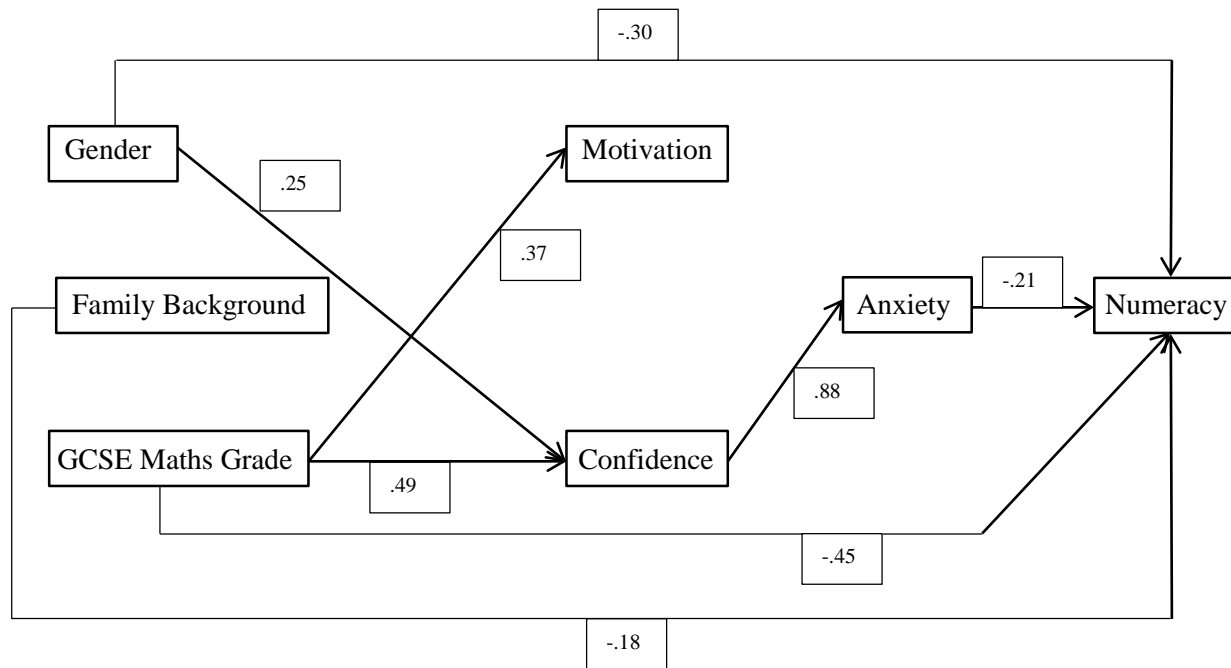 -.30
Gender
Motivation
.25
.37
Family Background
Anxiety
-.21
Numeracy
.88
GCSE Maths Grade
Confidence
.49
-.45
-.18